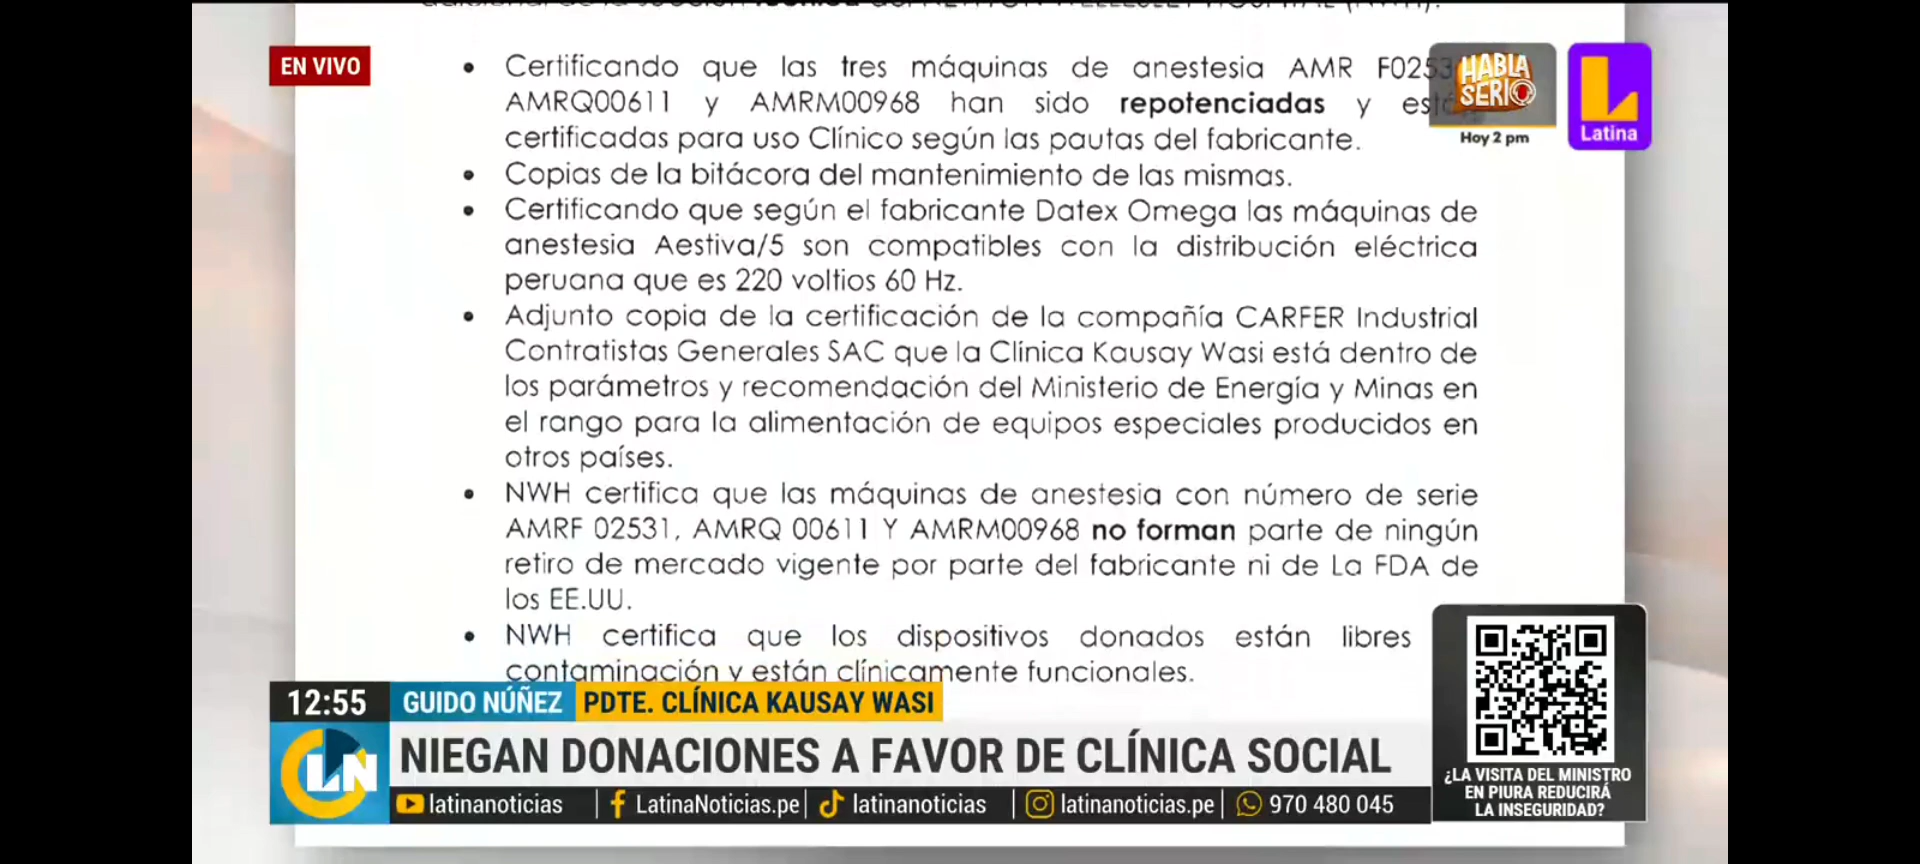 EN VIVO
• Certificando que las tres máquinas de anestesia AMR F0253
AMRQ00611 y AMRM00968 han sido repotenciadas y
certificadas para uso Clínico según las pautas del fabricante.
• Copias de la bitácora del mantenimiento de las mismas.
• Certificando que según el fabricante Datex Omega las máquinas de
anestesia Aestiva/5 son compatibles con la distribución eléctrica
peruana que es 220 voltios 60 Hz.
• Adjunto copia de la certificación de la compañía CARFER Industrial
Contratistas Generales SAC que la Clínica Kausay Wasi está dentro de
los parámetros y recomendación del Ministerio de Energía y Minas en
el rango para la alimentación de equipos especiales producidos en
otros países.
• NWH certifica que las máquinas de anestesia con número de serie
AMRF 02531, AMRQ 00611 Y AMRM00968 no forman parte de ningún
retiro de mercado vigente por parte del fabricante ni de La FDA de
los EE.UU.
• NWH certifica que los dispositivos donados están libres
contaminación y están clínicamente funcionales.
HABLA
SERIO
Hoy 2 pm
Latina
12:55 GUIDO NÚÑEZ PDTE. CLÍNICA KAUSAY WASI
LN NIEGAN DONACIONES A FAVOR DE CLÍNICA SOCIAL
latinanoticias | LatinaNoticias.pe | latinanoticias | latinanoticias.pe | 970 480 045
¿LA VISITA DEL MINISTRO
EN PIURA REDUCIRÁ
LA INSEGURIDAD?